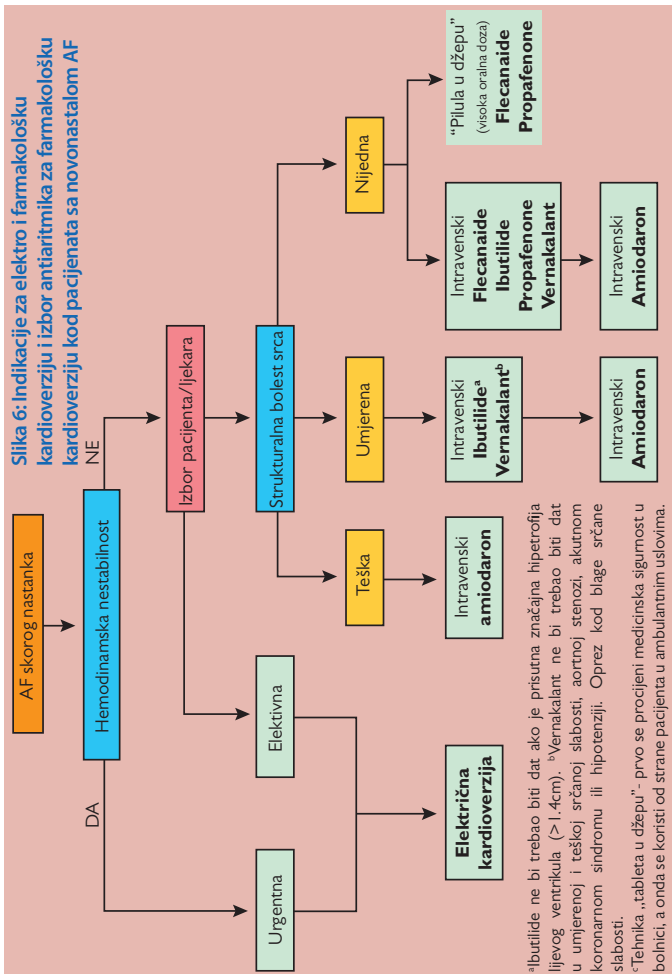 Slika 6: Indikacije za elektro i farmakološku
kardioverziju i izbor antiaritmika za farmakološku
kardioverziju kod pacijenata sa novonastalom AF
AF skorog nastanka
Hemodinamska nestabilnost
DA
NE
Izbor pacijenta/ljekara
Urgentna
Elektivna
Strukturalna bolest srca
Električna
kardioverzija
Teška
Umjerena
Nijedna
Intravenski
amiodaron
Intravenski
Ibutilideᵃ
Vernakalantᵇ
Intravenski
Flecanaide
Ibutilide
Propafenone
Vernakalant
“Pilula u džepu”
(visoka oralna doza)
Flecanaide
Propafenone
Intravenski
Amiodaron
Intravenski
Amiodaron
ᵃIbutilide ne bi trebao biti dat ako je prisutna značajna hipetrofija
lijevog ventrikula (>1.4cm). ᵇVernakalant ne bi trebao biti dat
u umjerenoj i teškoj srčanoj slabosti, aortnoj stenozi, akutnom
koronarnom sindromu ili hipotenziji. Oprez kod blage srčane
slabosti.
ᶜTehnika „tableta u džepu”- prvo se procijeni medicinska sigurnost u
bolnici, a onda se koristi od strane pacijenta u ambulantnim uslovima.